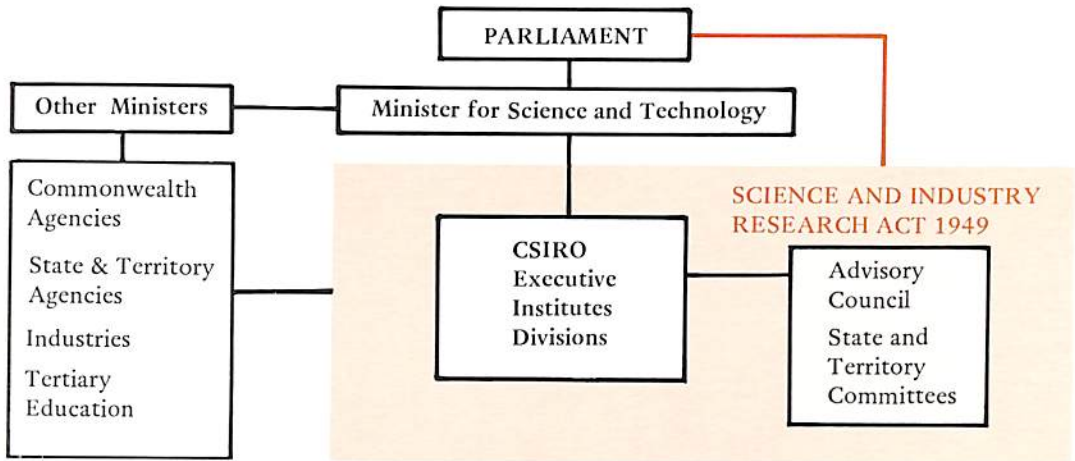 PARLIAMENT
Other Ministers
Minister for Science and Technology
Commonwealth
Agencies
State & Territory
Agencies
Industries
Tertiary
Education
CSIRO
Executive
Institutes
Divisions
SCIENCE AND INDUSTRY
RESEARCH ACT 1949
Advisory
Council
State and
Territory
Committees